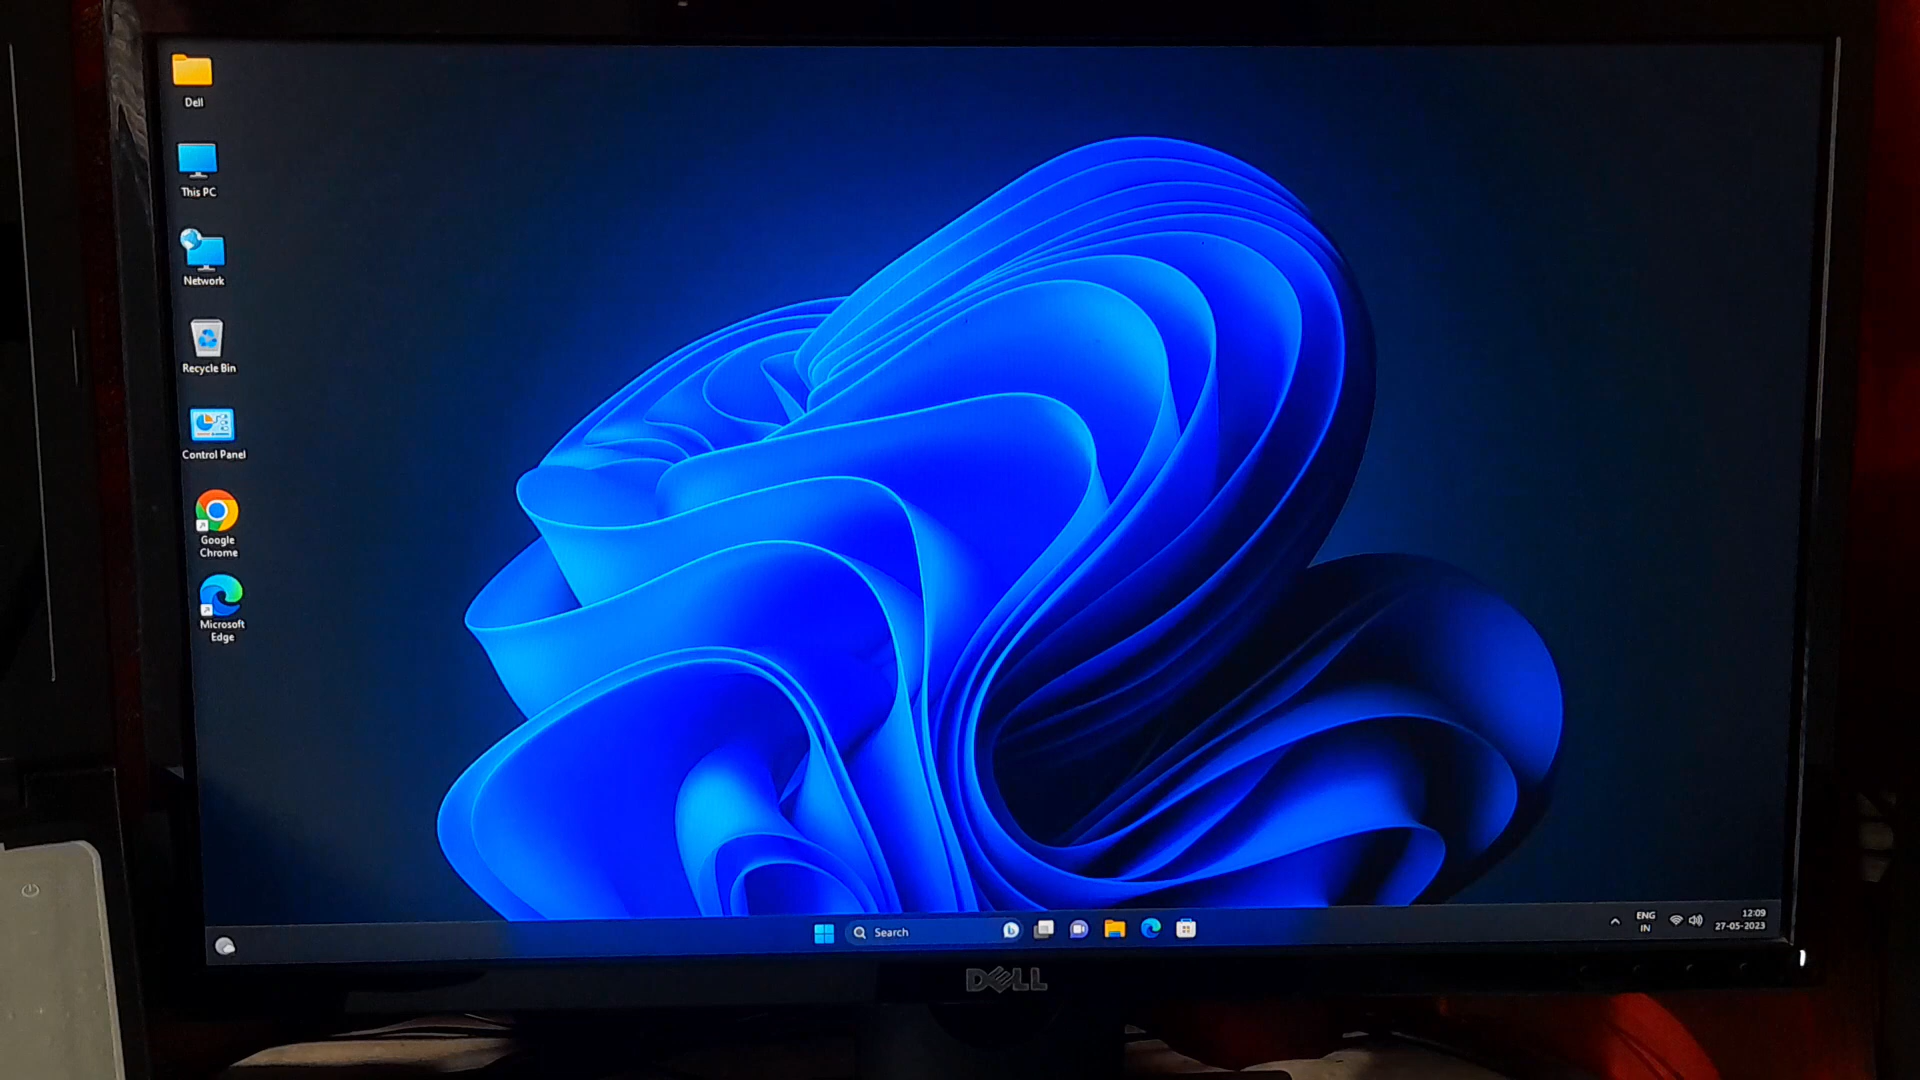 Dell
This PC
Network
Recycle Bin
Control Panel
Google
Chrome
Microsoft
Edge
Search
ENG
IN
12:09
27-05-2023
DELL